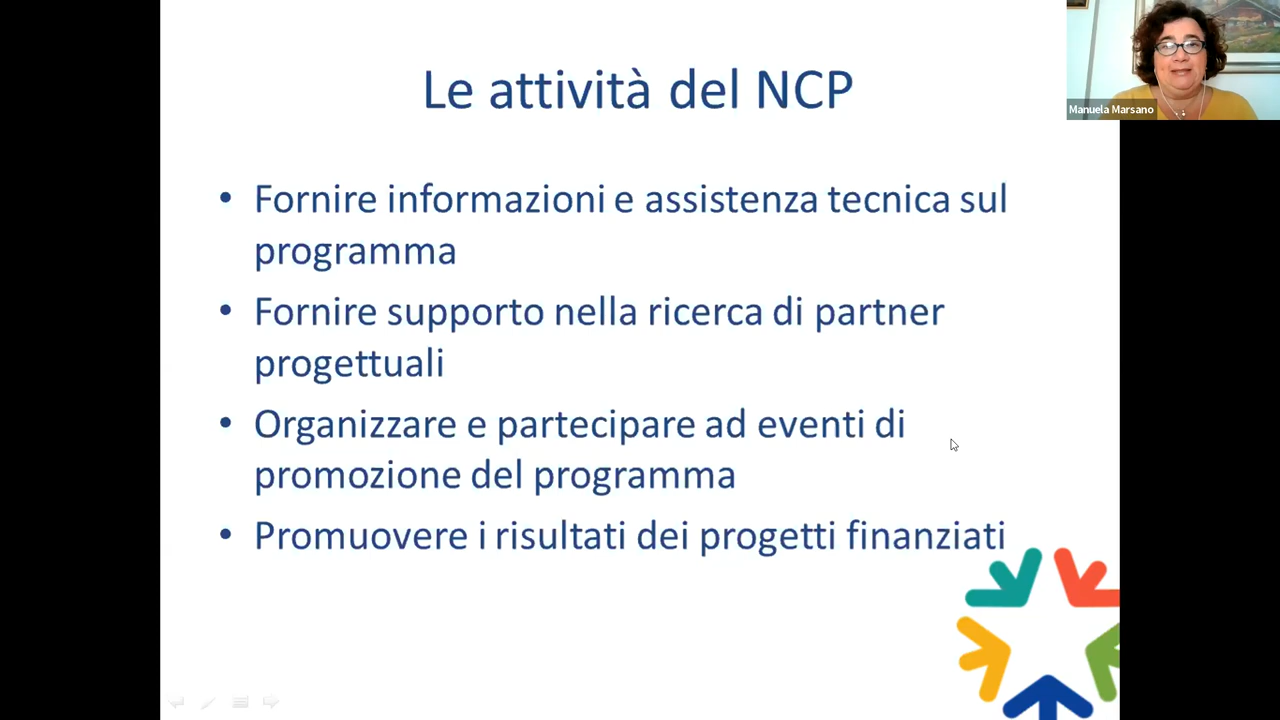 Le attività del NCP
Manuela Marsano
• Fornire informazioni e assistenza tecnica sul
programma
• Fornire supporto nella ricerca di partner
progettuali
• Organizzare e partecipare ad eventi di
promozione del programma
• Promuovere i risultati dei progetti finanziati